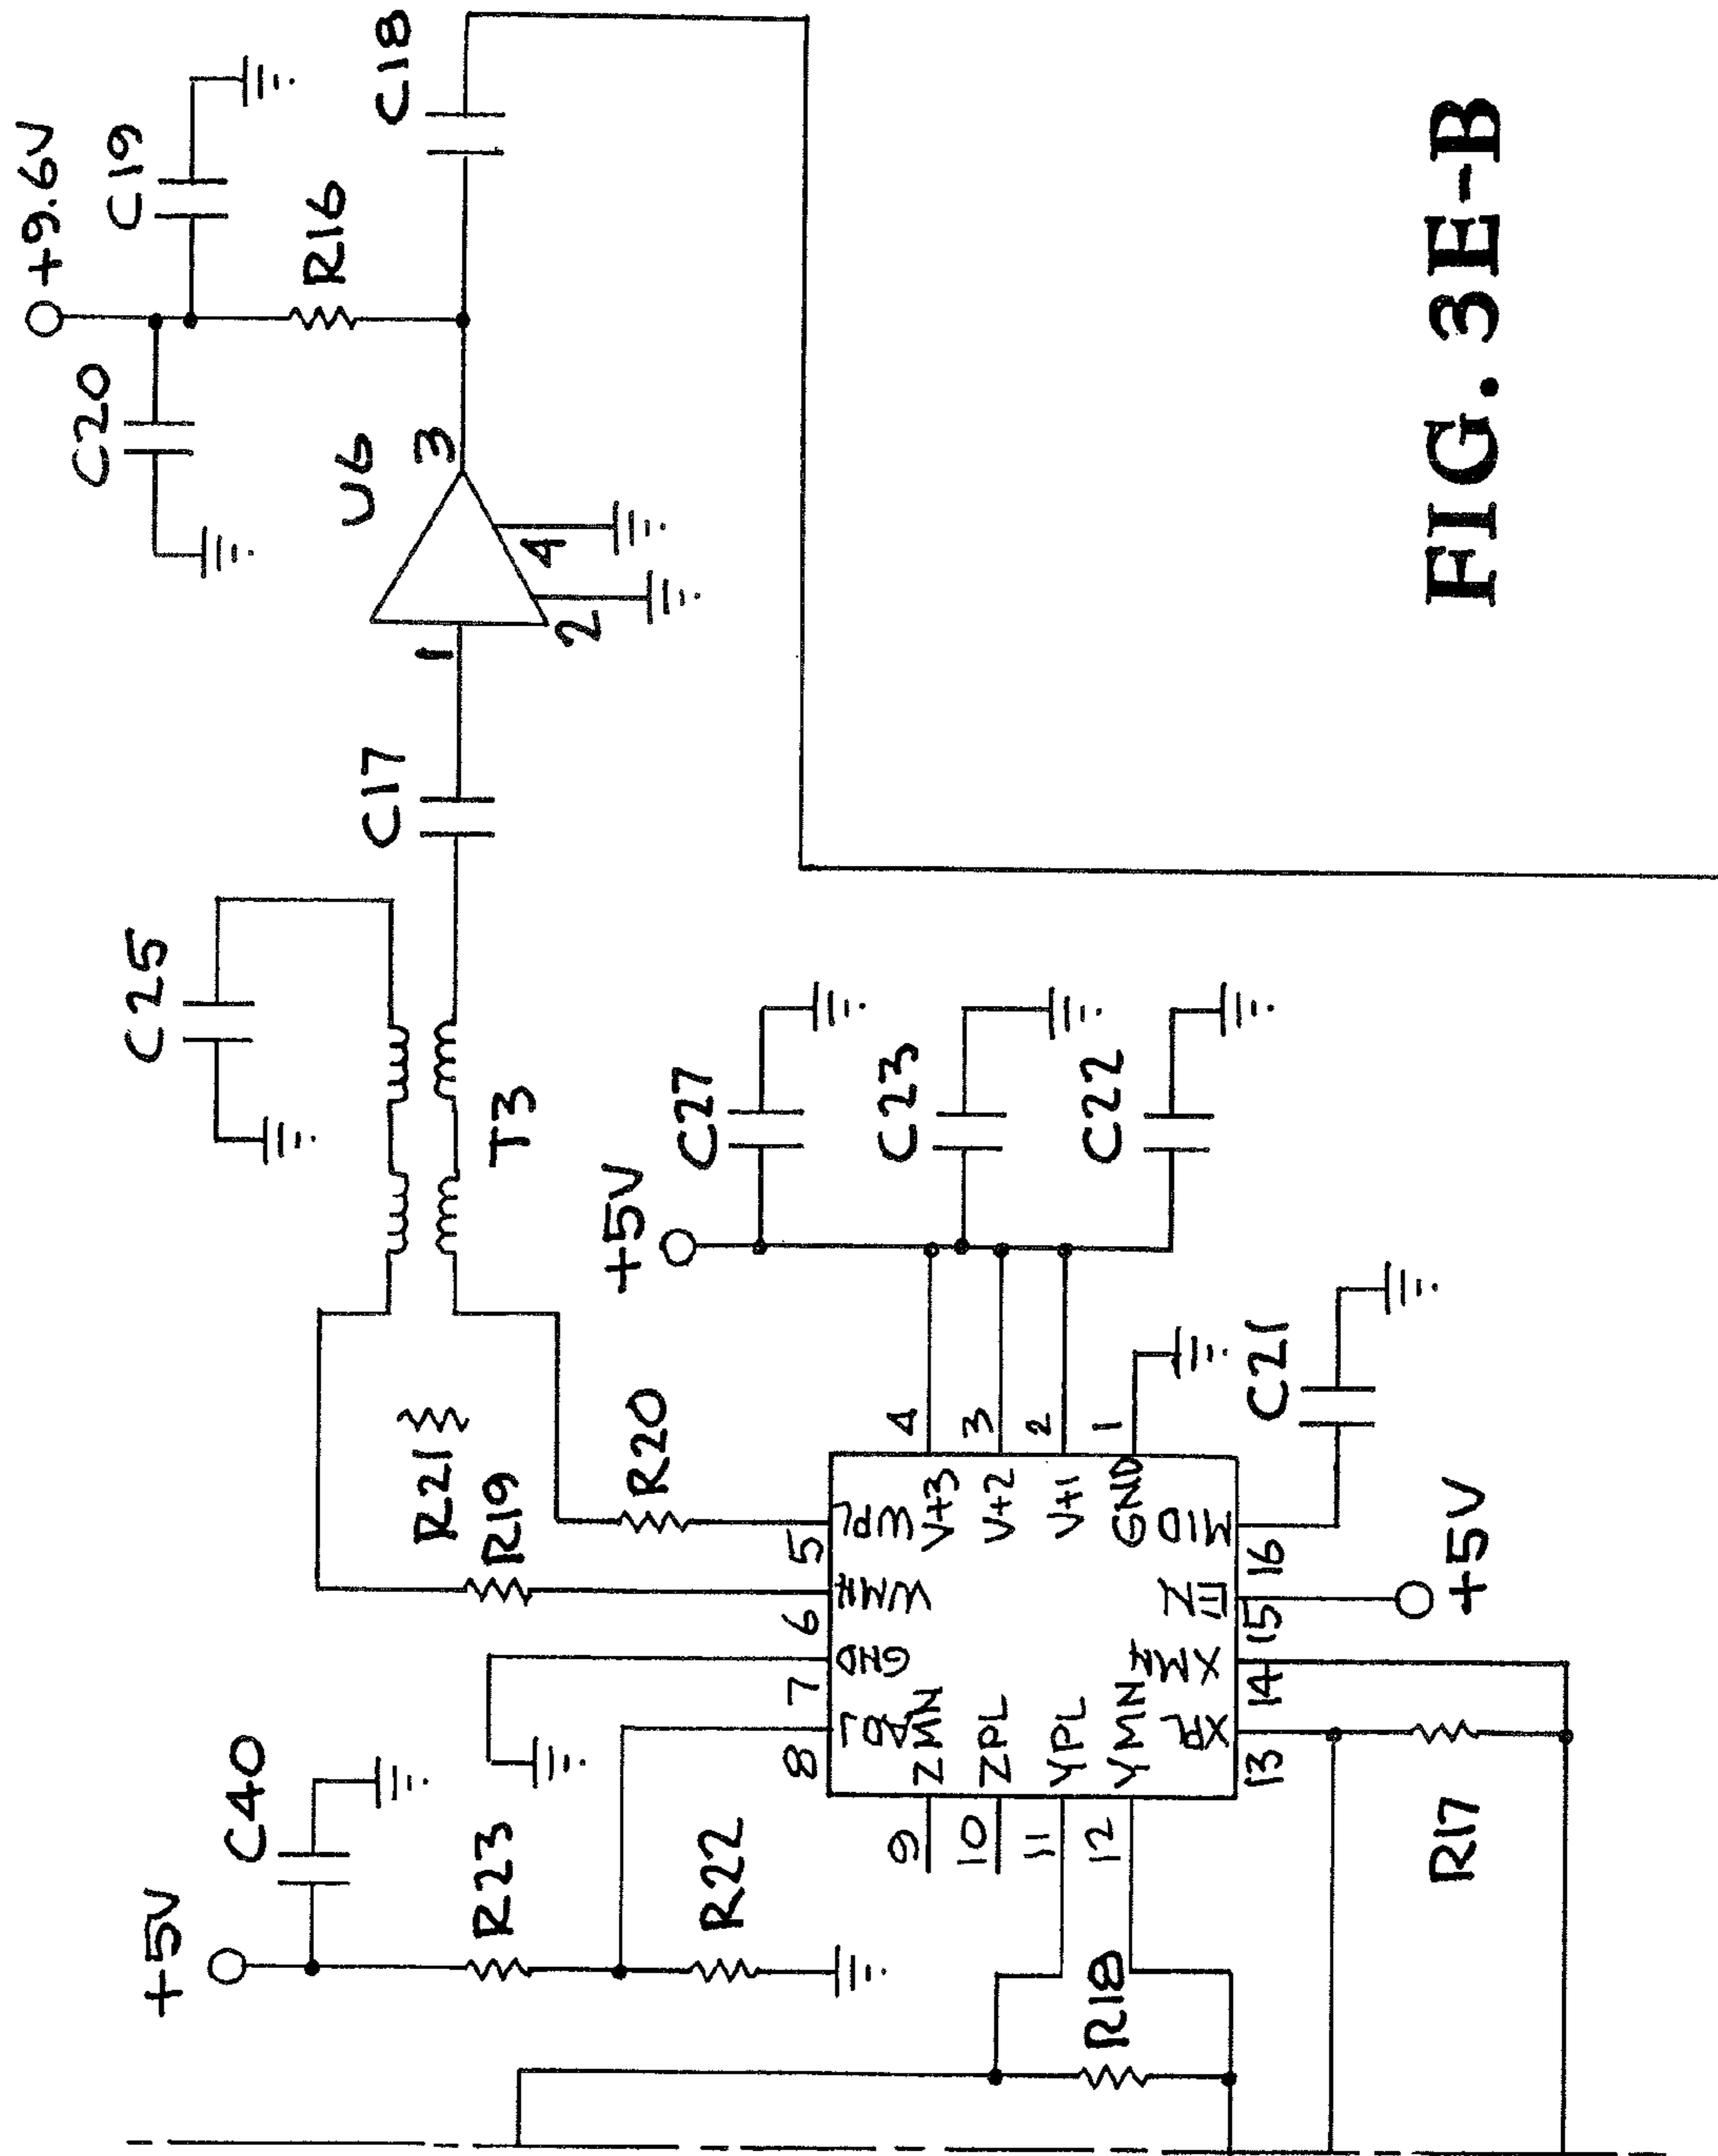 +9.6V
C20
C19
R16
C18
U6
1
2
4
3
C17
C25
T3
R21
R19
R20
+5V
C40
R23
R22
+5V
C27
C23
C22
8
7
6
5
GND
WMN
WPL
9
ZMN
10
ZPL
11
YPL
12
YMN
V+3
4
V+2
3
V+1
2
GND
1
XPL
XMN
EN
MID
13
14
15
16
R18
R17
+5V
C21
FIG. 3E-B